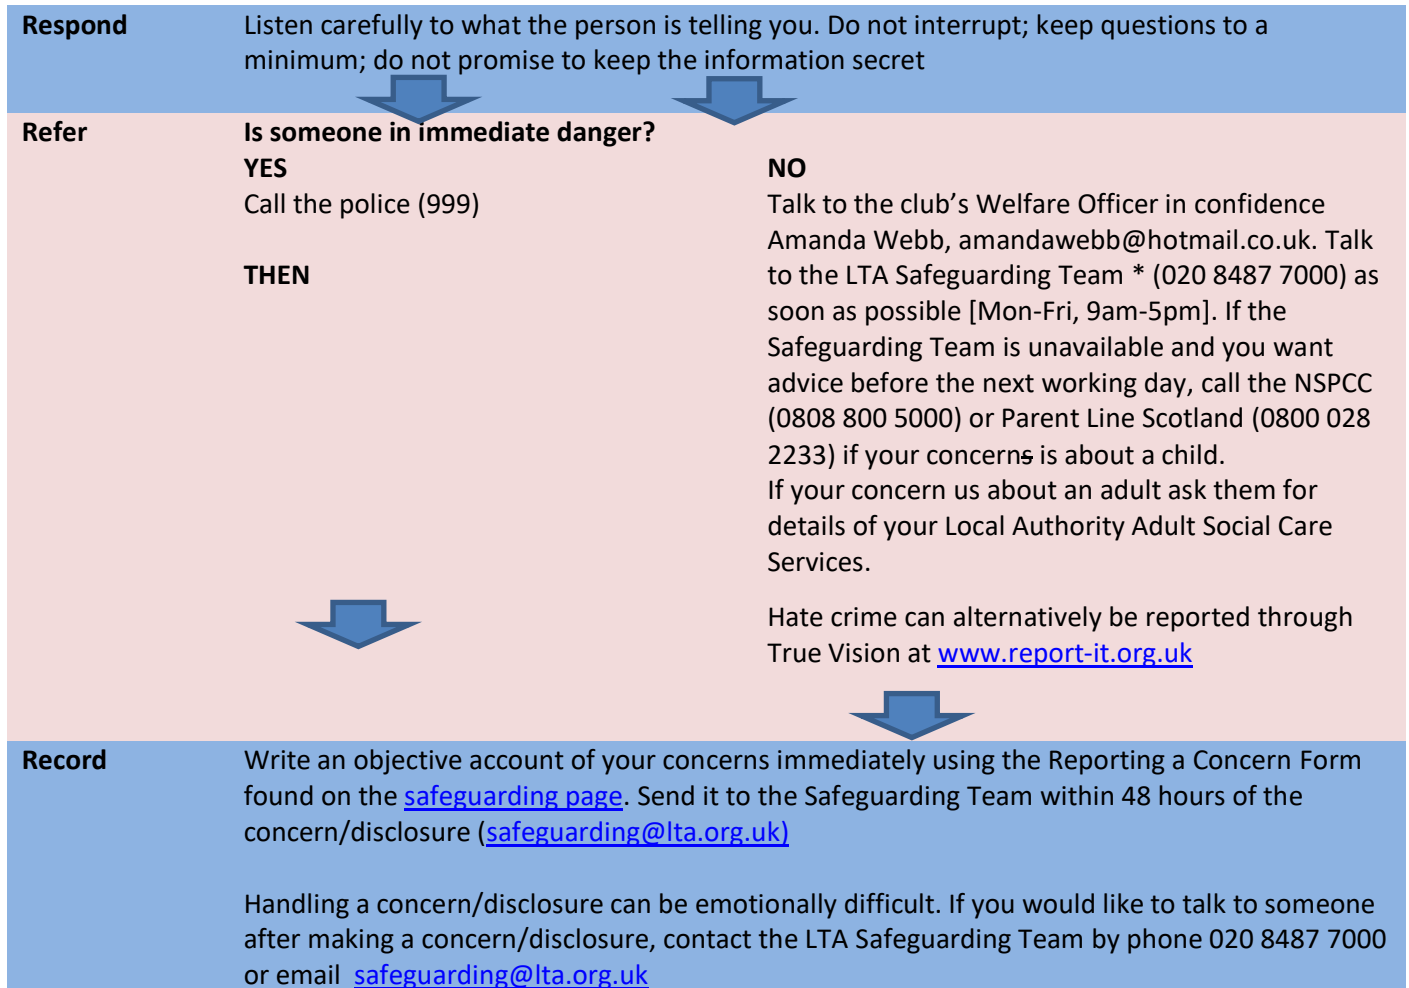 Respond
Listen carefully to what the person is telling you. Do not interrupt; keep questions to a
minimum; do not promise to keep the information secret
Refer
Is someone in immediate danger?
YES
Call the police (999)
THEN
NO
Talk to the club’s Welfare Officer in confidence
Amanda Webb, amandawebb@hotmail.co.uk. Talk
to the LTA Safeguarding Team * (020 8487 7000) as
soon as possible [Mon-Fri, 9am-5pm]. If the
Safeguarding Team is unavailable and you want
advice before the next working day, call the NSPCC
(0808 800 5000) or Parent Line Scotland (0800 028
2233) if your concerns is about a child.
If your concern us about an adult ask them for
details of your Local Authority Adult Social Care
Services.
Hate crime can alternatively be reported through
True Vision at www.report-it.org.uk
Record
Write an objective account of your concerns immediately using the Reporting a Concern Form
found on the safeguarding page. Send it to the Safeguarding Team within 48 hours of the
concern/disclosure (safeguarding@lta.org.uk)
Handling a concern/disclosure can be emotionally difficult. If you would like to talk to someone
after making a concern/disclosure, contact the LTA Safeguarding Team by phone 020 8487 7000
or email safeguarding@lta.org.uk